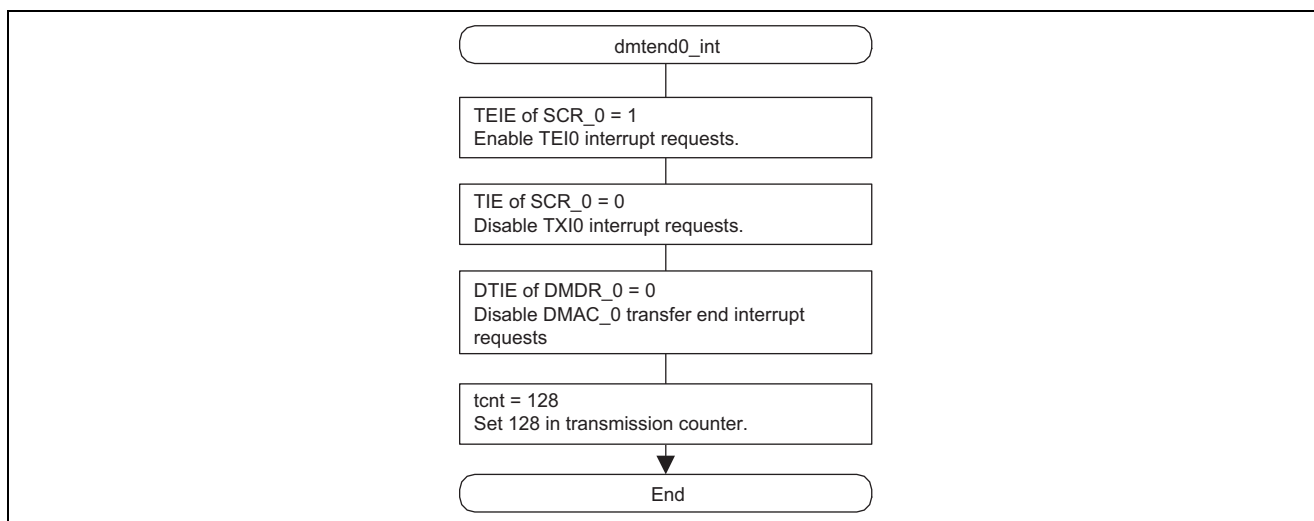 dmtend0_int
TEIE of SCR_0 = 1
Enable TEI0 interrupt requests.
TIE of SCR_0 = 0
Disable TXI0 interrupt requests.
DTIE of DMDR_0 = 0
Disable DMAC_0 transfer end interrupt
requests
tcnt = 128
Set 128 in transmission counter.
End